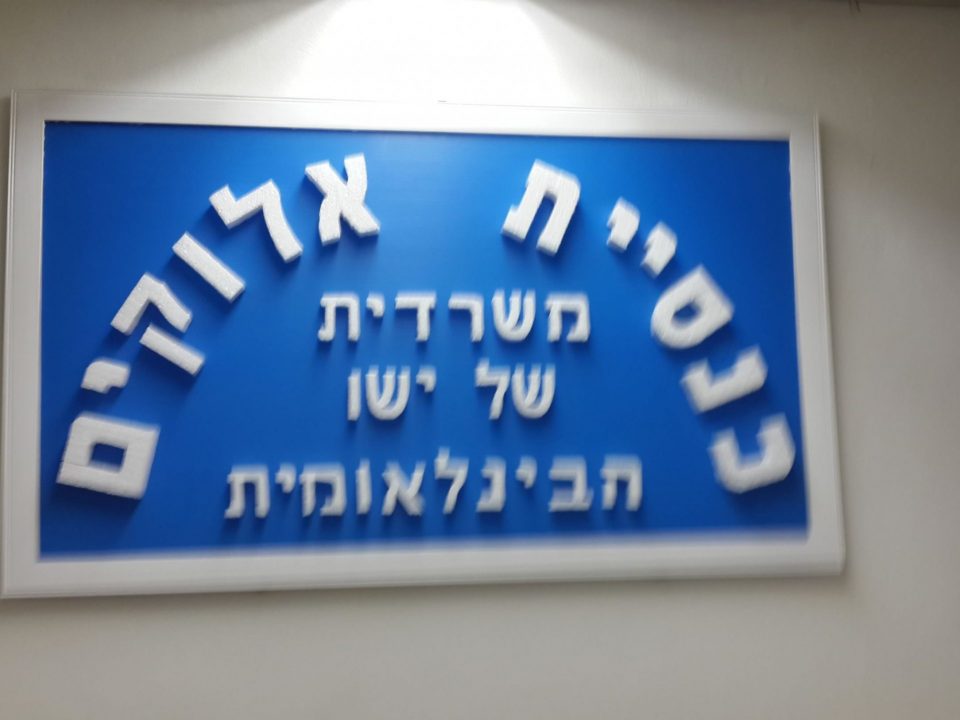 כנסיית אלוקים
משרדית
של ישו
הבינלאומית